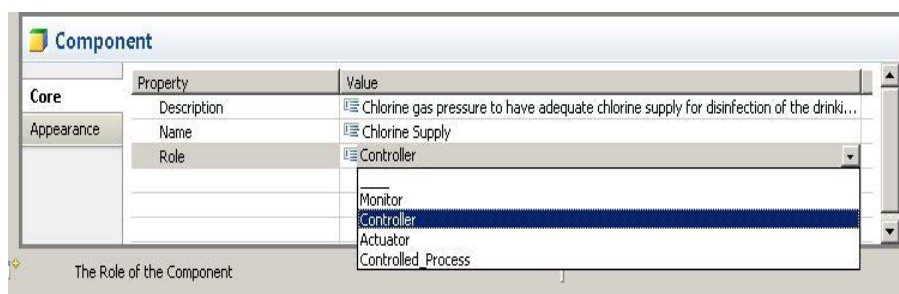 Component
Property Value
Core
Description Chlorine gas pressure to have adequate chlorine supply for disinfection of the drinki...
Appearance
Name Chlorine Supply
Role Controller
____
Monitor
Controller
Actuator
Controlled_Process
The Role of the Component